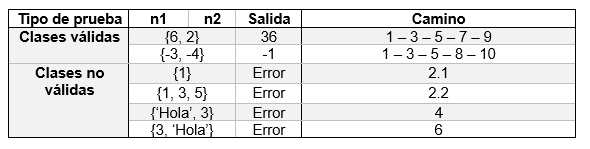 Tipo de prueba n1 n2 Salida Camino
Clases válidas {6, 2} 36 1 – 3 – 5 – 7 – 9
{-3, -4} -1 1 – 3 – 5 – 8 – 10
Clases no válidas {1} Error 2.1
{1, 3, 5} Error 2.2
{‘Hola’, 3} Error 4
{3, ‘Hola’} Error 6